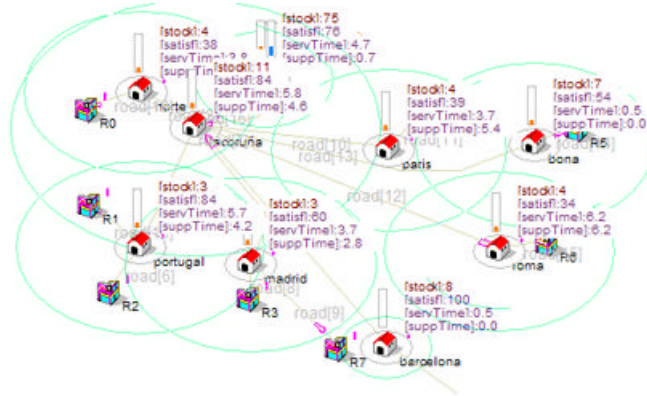 [stock]:4
[satisf]:38
[servTime]:3.8
[suppTim
[stock]:75
[satisf]:76
[servTime]:4.7
[suppTime]:0.7
[stock]:11
[satisf]:84
[servTime]:5.8
[suppTime]:4.6
R0
norte
acoruña
[stock]:4
[satisf]:39
[servTime]:3.7
[suppTime]:5.4
road[10]
road[13]
paris
[stock]:7
[satisf]:54
[servTime]:0.5
[suppTime]:0.0
R5
bona
[stock]:3
[satisf]:84
[servTime]:5.7
[suppTime]:4.2
R1
portugal
road[6]
R2
[stock]:3
[satisf]:60
[servTime]:3.7
[suppTime]:2.8
madrid
road[8]
R3
road[12]
[stock]:4
[satisf]:34
[servTime]:6.2
[suppTime]:6.2
roma
R6
road[9]
[stock]:8
[satisf]:100
[servTime]:0.5
[suppTime]:0.0
R7
barcelona